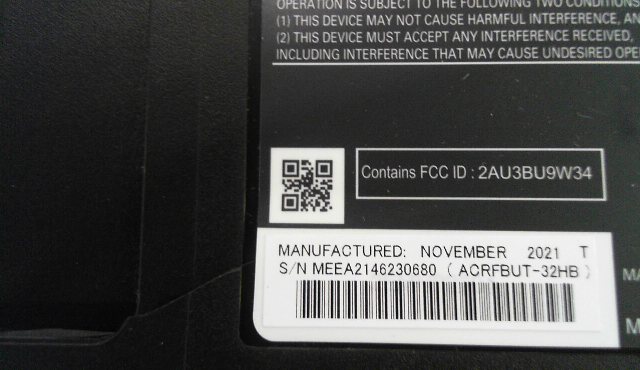 OPERATION IS SUBJECT TO THE FOLLOWING TWO CONDITIONS
(1) THIS DEVICE MAY NOT CAUSE HARMFUL INTERFERENCE, AN
(2) THIS DEVICE MUST ACCEPT ANY INTERFERENCE RECEIVED,
INCLUDING INTERFERENCE THAT MAY CAUSE UNDESIRED OPER
Contains FCC ID : 2AU3BU9W34
MANUFACTURED: NOVEMBER 2021 T
S/N MEEA2146230680 ( ACRFBUT-32HB )
MA
M